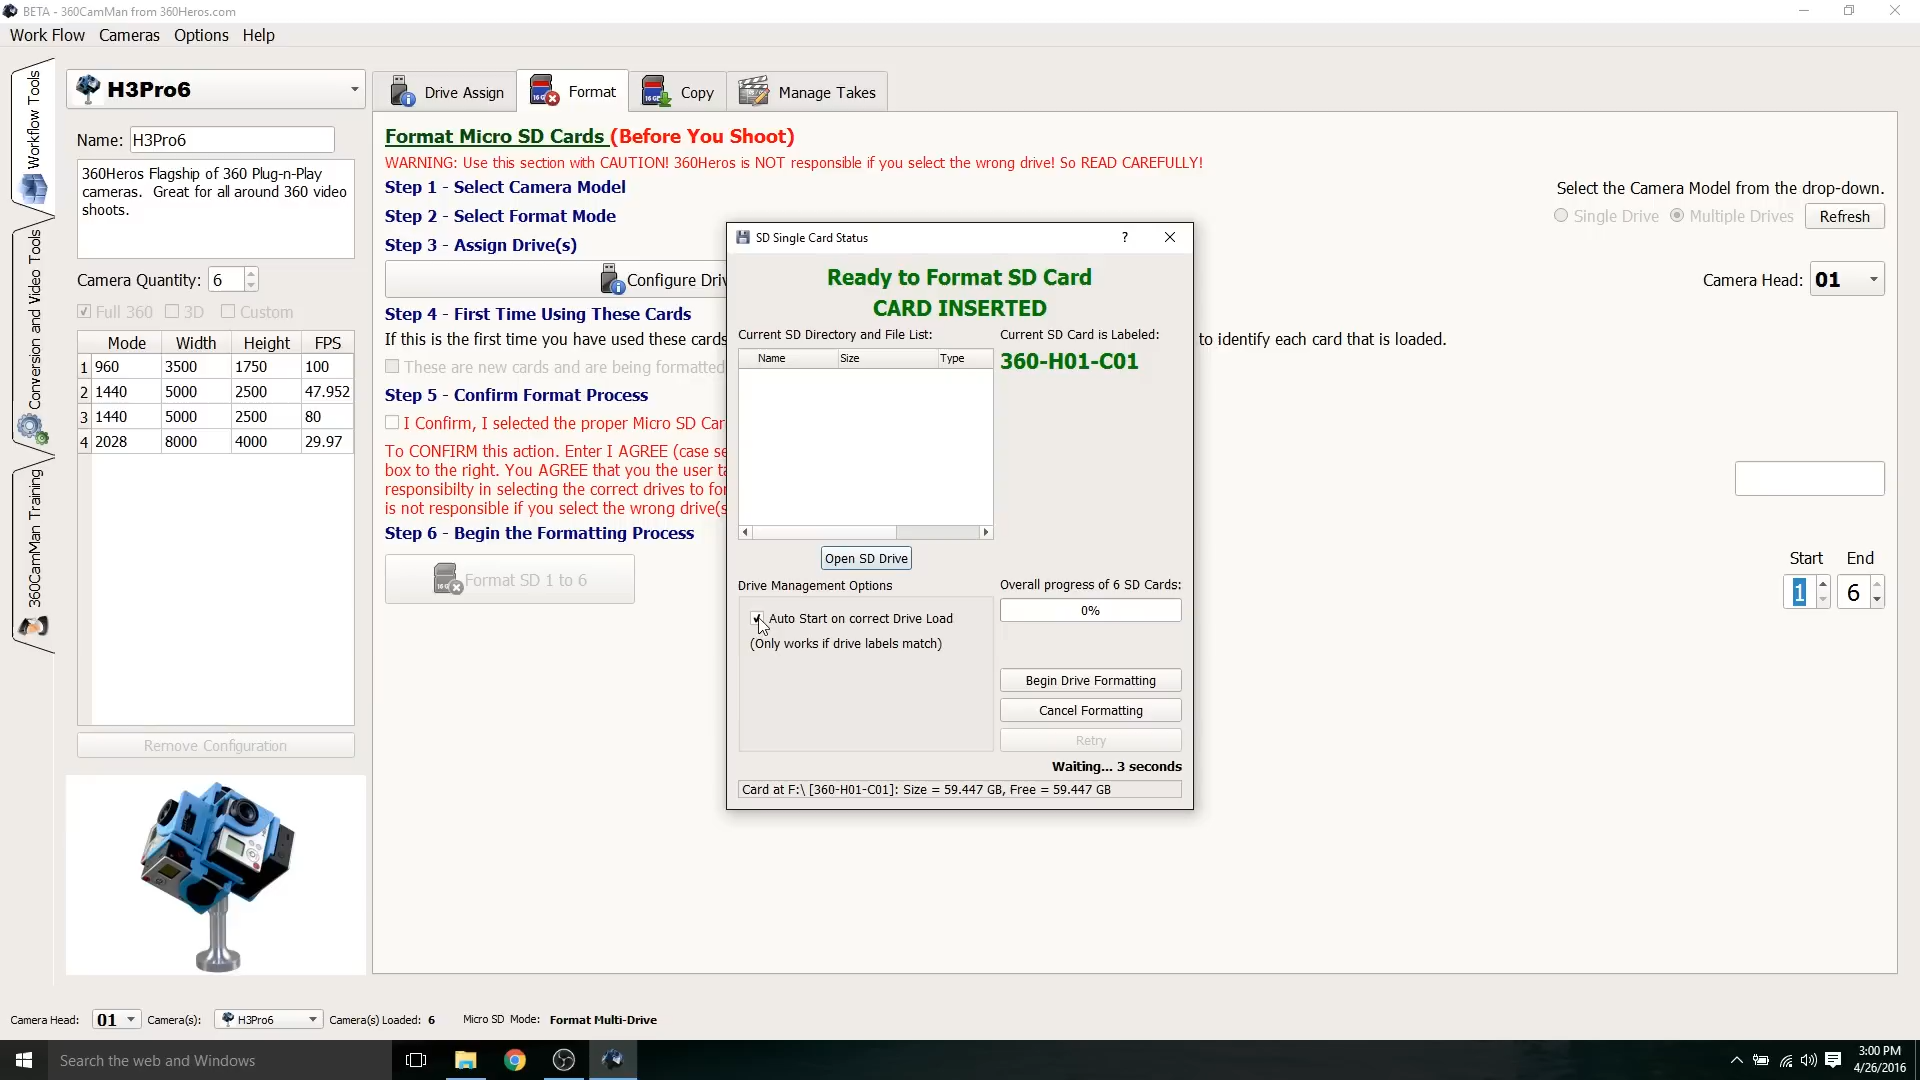 BETA - 360CamMan from 360Heros.com
Work Flow Cameras Options Help
Workflow Tools
Conversion and Video Tools
360CamMan Training
H3Pro6
Name: H3Pro6
360Heros Flagship of 360 Plug-n-Play
cameras. Great for all around 360 video
shoots.
Camera Quantity: 6
Full 360 3D Custom
Mode Width Height FPS
1 960 3500 1750 100
2 1440 5000 2500 47.952
3 1440 5000 2500 80
4 2028 8000 4000 29.97
Remove Configuration
Drive Assign Format Copy Manage Takes
Format Micro SD Cards (Before You Shoot)
WARNING: Use this section with CAUTION! 360Heros is NOT responsible if you select the wrong drive! So READ CAREFULLY!
Step 1 - Select Camera Model
Select the Camera Model from the drop-down.
Step 2 - Select Format Mode
Single Drive Multiple Drives Refresh
Step 3 - Assign Drive(s)
Configure Driv
Camera Head: 01
Step 4 - First Time Using These Cards
If this is the first time you have used these cards
to identify each card that is loaded.
These are new cards and are being formatted
Step 5 - Confirm Format Process
I Confirm, I selected the proper Micro SD Car
To CONFIRM this action. Enter I AGREE (case se
box to the right. You AGREE that you the user ta
responsibilty in selecting the correct drives to for
is not responsible if you select the wrong drive(s
Step 6 - Begin the Formatting Process
Format SD 1 to 6
Start End
1 6
SD Single Card Status
?
Ready to Format SD Card
CARD INSERTED
Current SD Directory and File List:
Current SD Card is Labeled:
Name Size Type
360-H01-C01
Open SD Drive
Drive Management Options
Overall progress of 6 SD Cards:
0%
Auto Start on correct Drive Load
(Only works if drive labels match)
Begin Drive Formatting
Cancel Formatting
Retry
Waiting... 3 seconds
Card at F:\ [360-H01-C01]: Size = 59.447 GB, Free = 59.447 GB
Camera Head: 01 Camera(s): H3Pro6 Camera(s) Loaded: 6 Micro SD Mode: Format Multi-Drive
Search the web and Windows
3:00 PM
4/26/2016